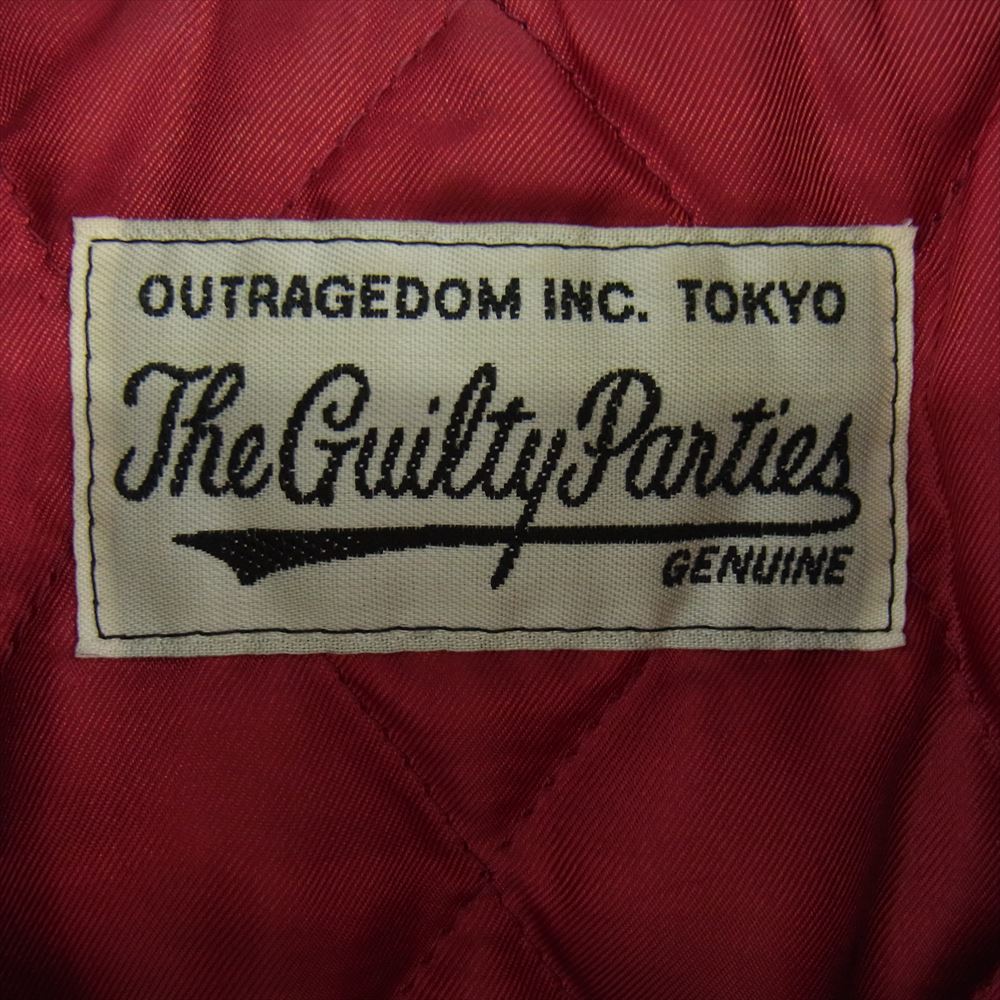 OUTRAGEDOM INC. TOKYO
The Guilty Parties
GENUINE